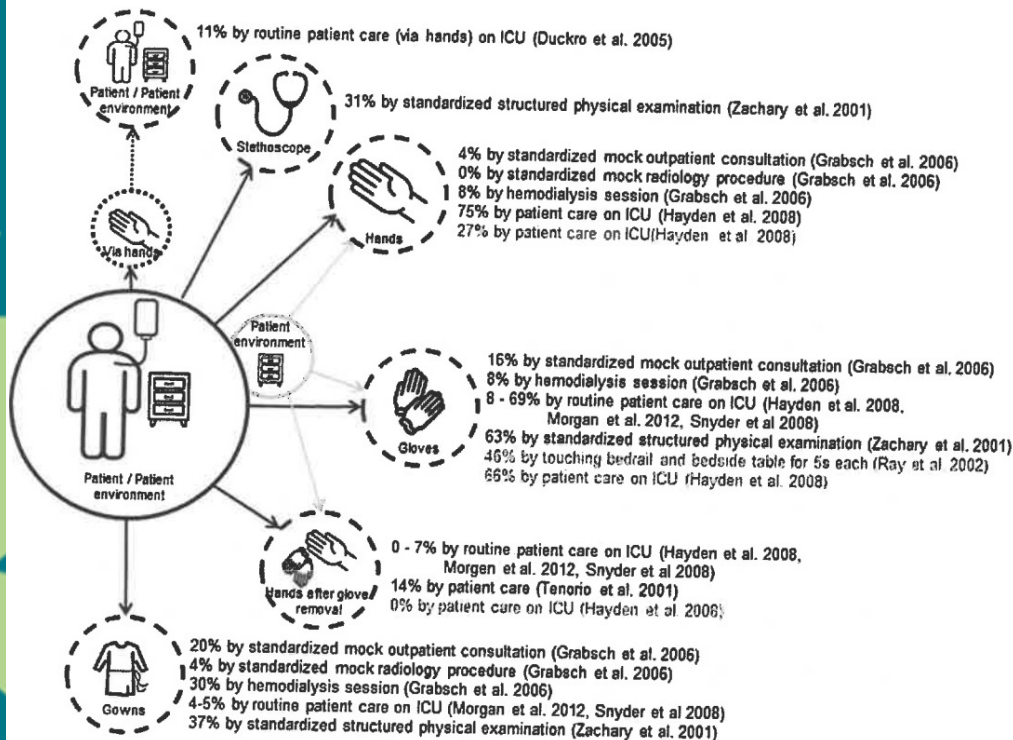 11% by routine patient care (via hands) on ICU (Duckro et al. 2005)
Patient / Patient
environment
31% by standardized structured physical examination (Zachary et al. 2001)
Stethoscope
4% by standardized mock outpatient consultation (Grabsch et al. 2006)
0% by standardized mock radiology procedure (Grabsch et al. 2006)
8% by hemodialysis session (Grabsch et al. 2006)
75% by patient care on ICU (Hayden et al. 2008)
27% by patient care on ICU(Hayden et al 2008)
Hands
Via hands
Patient
environment
16% by standardized mock outpatient consultation (Grabsch et al. 2006)
8% by hemodialysis session (Grabsch et al. 2006)
8 - 69% by routine patient care on ICU (Hayden et al. 2008,
Morgan et al. 2012, Snyder et al 2008)
63% by standardized structured physical examination (Zachary et al. 2001)
46% by touching bedrail and bedside table for 5s each (Ray et al. 2002)
66% by patient care on ICU (Hayden et al. 2008)
Gloves
Patient / Patient
environment
0 - 7% by routine patient care on ICU (Hayden et al. 2008,
Morgen et al. 2012, Snyder et al 2008)
14% by patient care (Tenorio et al. 2001)
0% by patient care on ICU (Hayden et al. 2006)
Hands after glove
removal
20% by standardized mock outpatient consultation (Grabsch et al. 2006)
4% by standardized mock radiology procedure (Grabsch et al. 2006)
30% by hemodialysis session (Grabsch et al. 2006)
4-5% by routine patient care on ICU (Morgan et al. 2012, Snyder et al 2008)
37% by standardized structured physical examination (Zachary et al. 2001)
Gowns